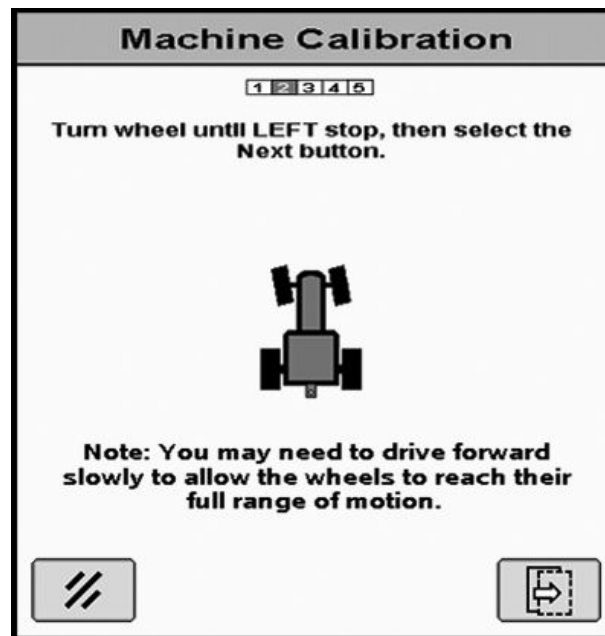 Machine Calibration
1 2 3 4 5
Turn wheel until LEFT stop, then select the
Next button.
Note: You may need to drive forward
slowly to allow the wheels to reach their
full range of motion.